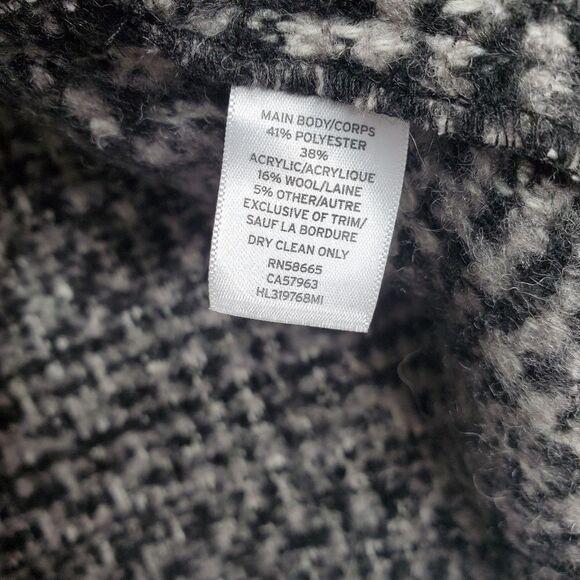 MAIN BODY/CORPS
41% POLYESTER
38%
ACRYLIC/ACRYLIQUE
16% WOOL/LAINE
5% OTHER/AUTRE
EXCLUSIVE OF TRIM/
SAUF LA BORDURE
DRY CLEAN ONLY
RN58665
CA57963
HL319768MI